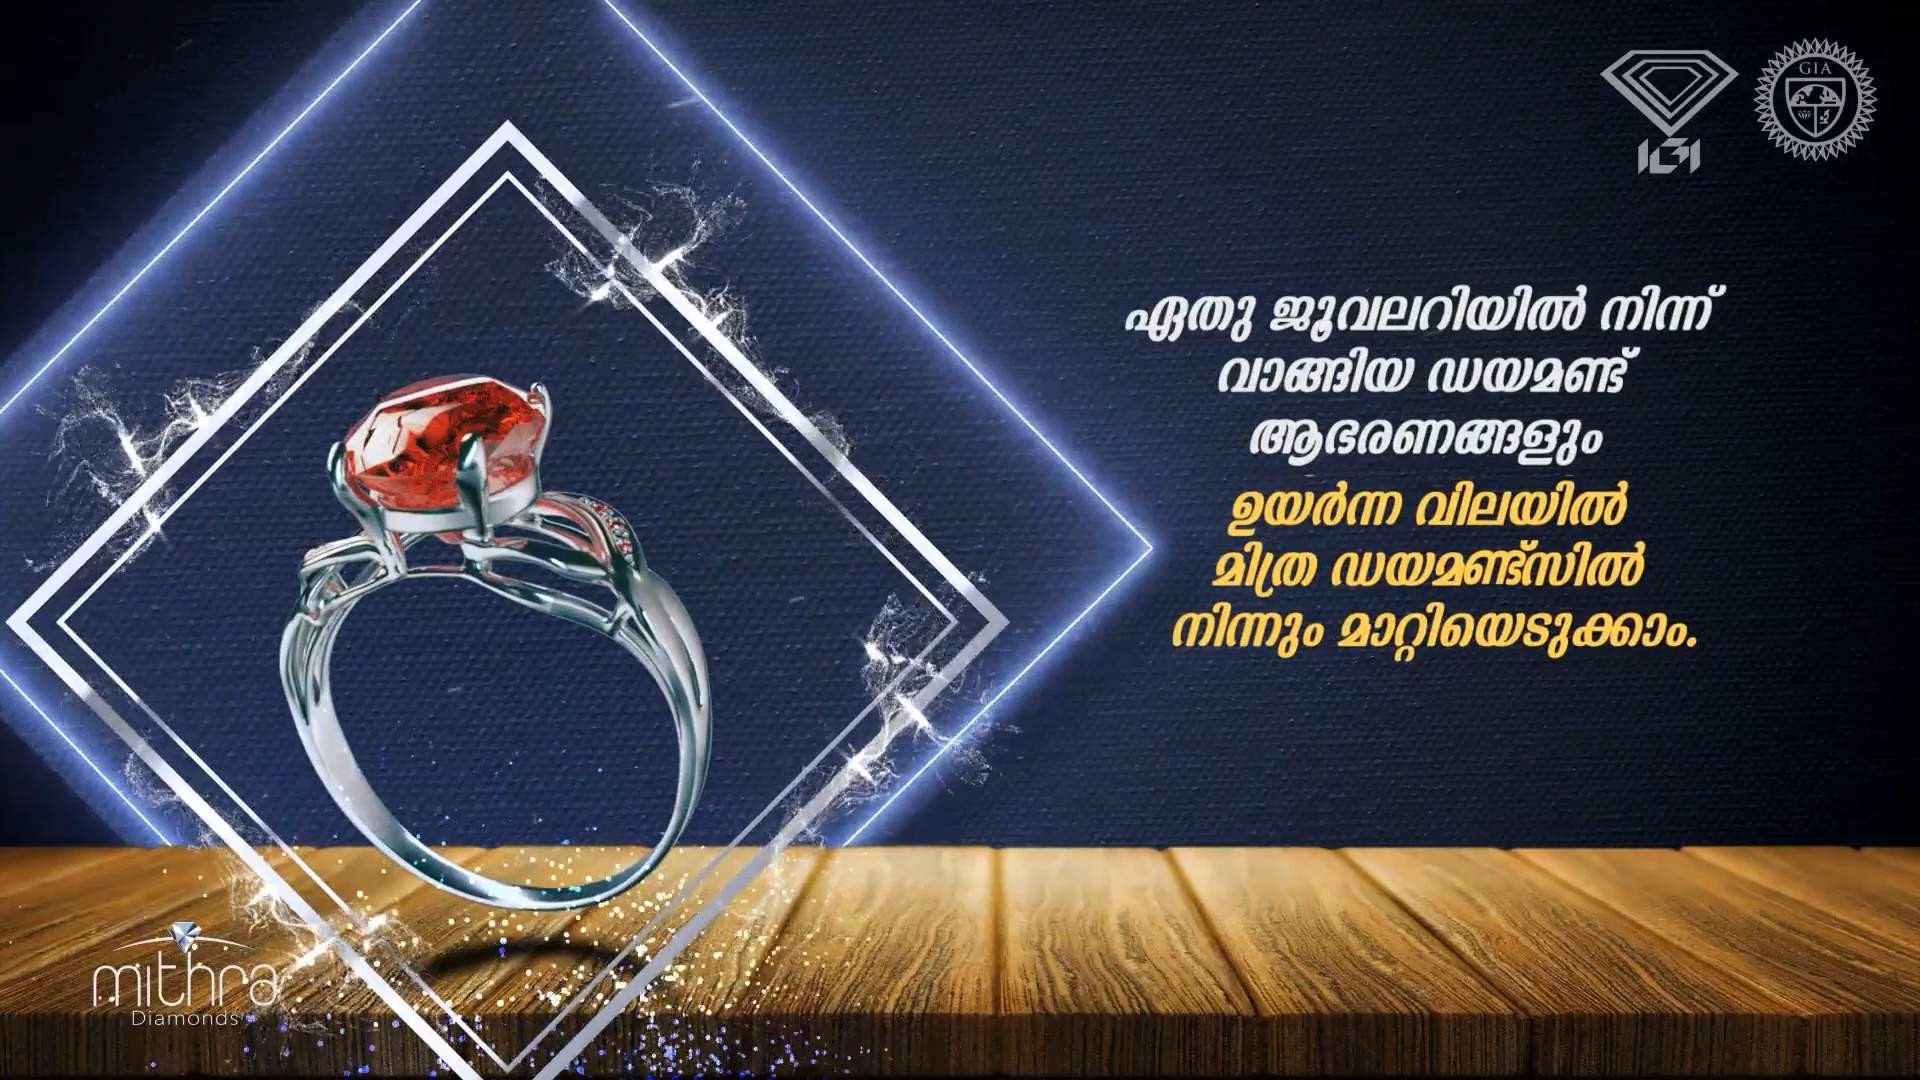 IGI
GIA
ഏതു ജൂവലറിയിൽ നിന്ന്
വാങ്ങിയ ഡയമണ്ട്
ആഭരണങ്ങളും
ഉയർന്ന വിലയിൽ
മിത്ര ഡയമണ്ട്സിൽ
നിന്നും മാറ്റിയെടുക്കാം.
mithra
Diamonds